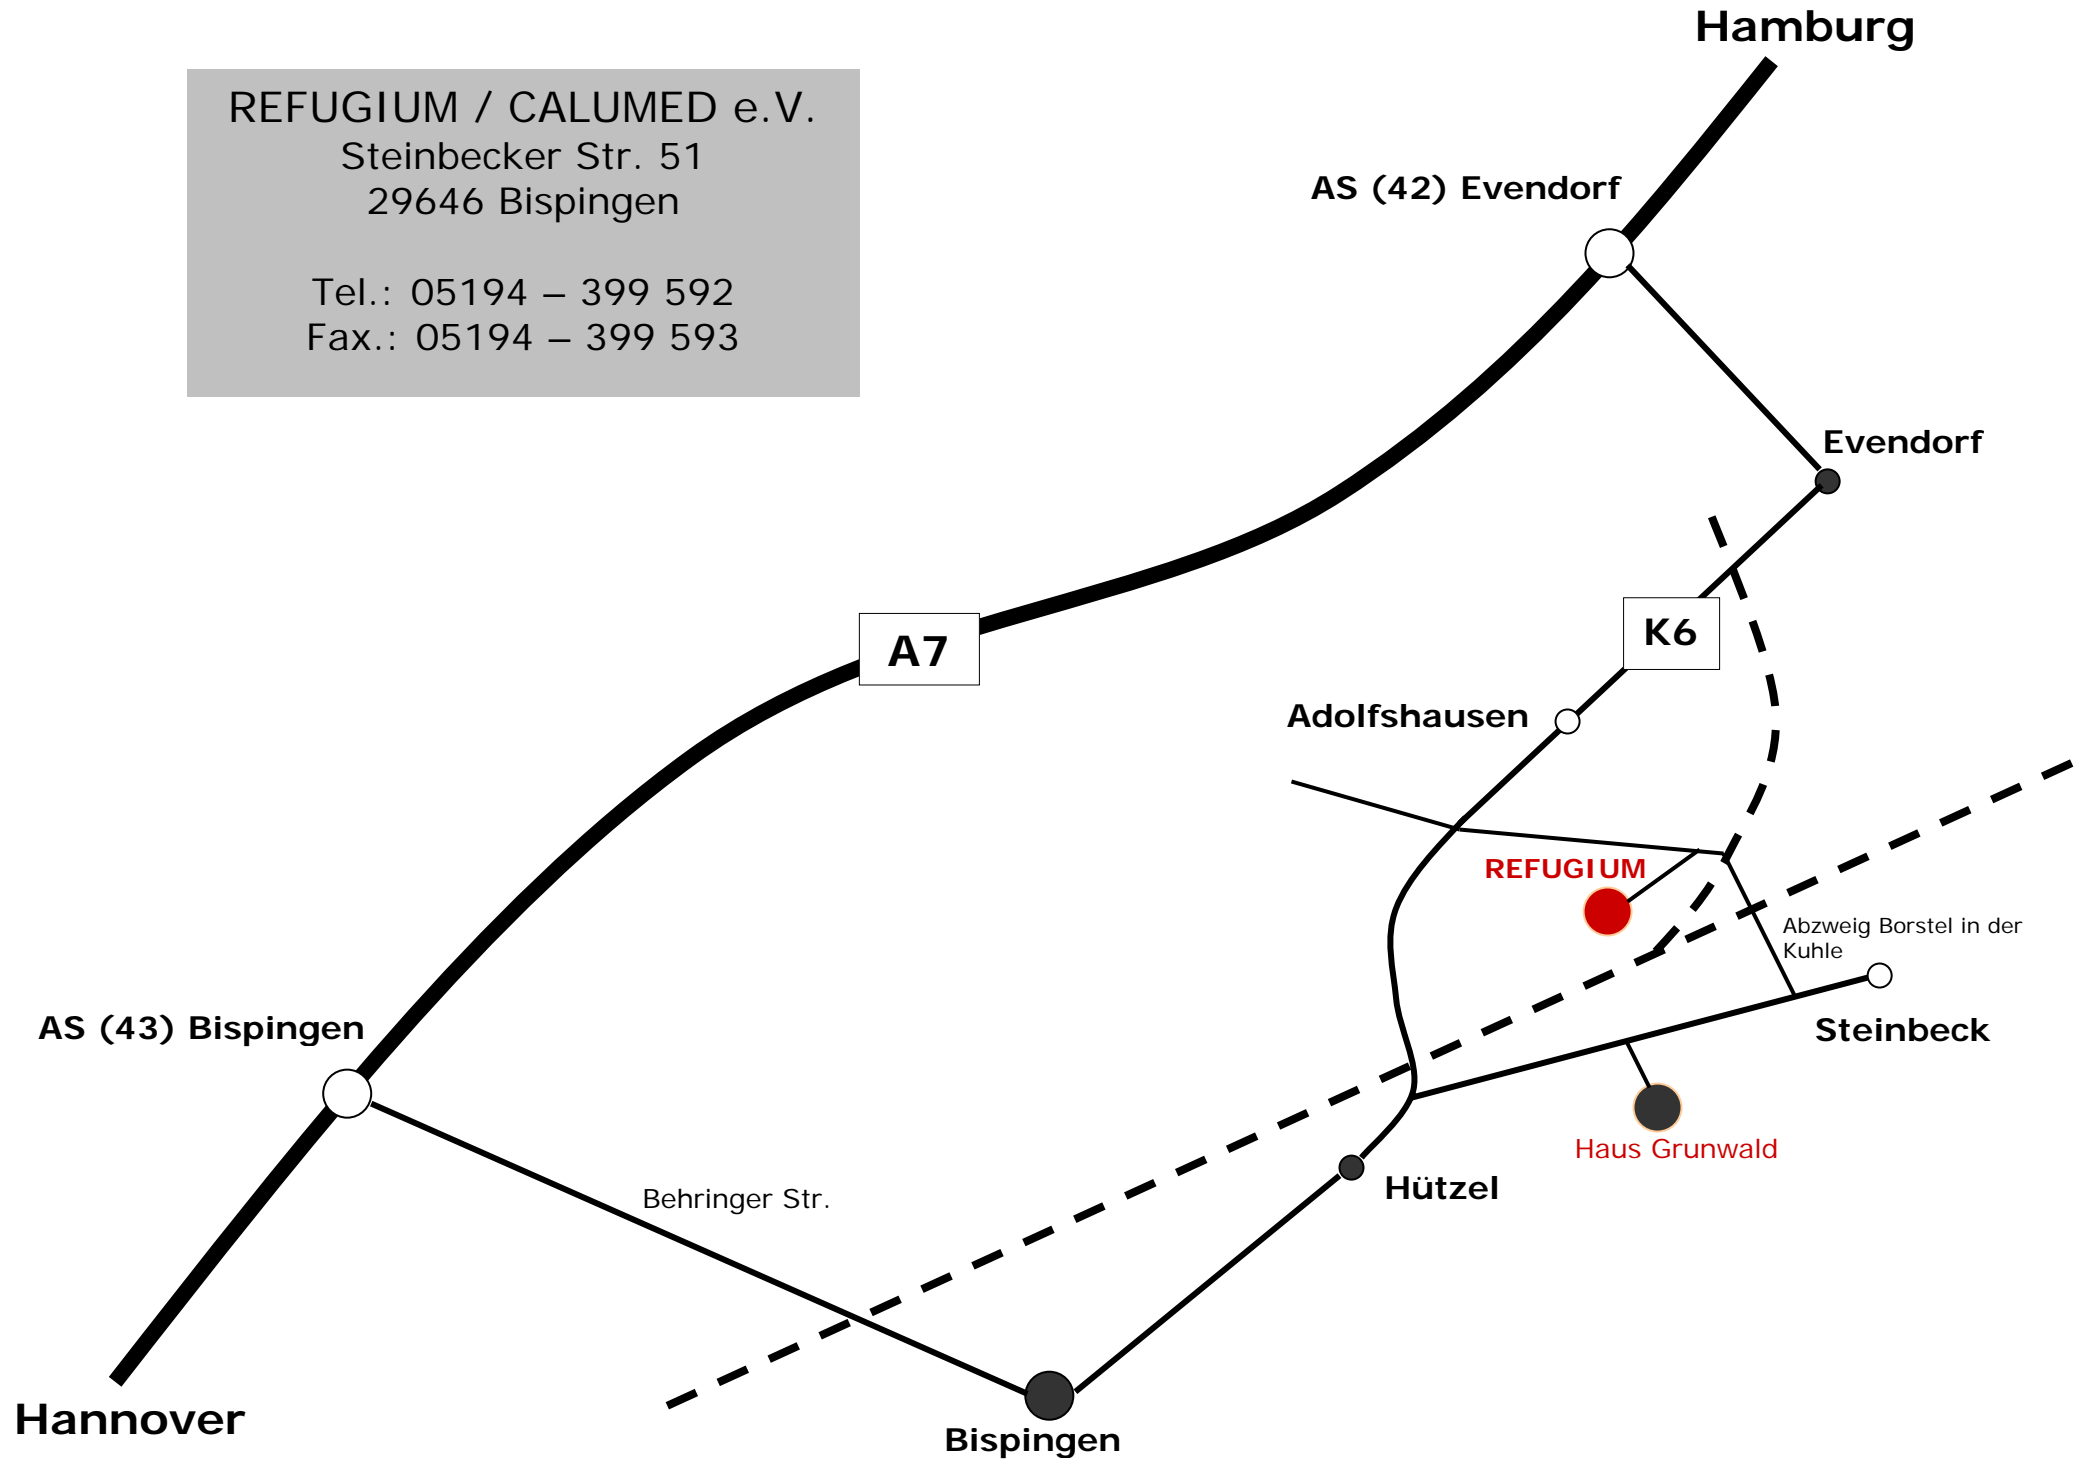 Hamburg
REFUGIUM / CALUMED e.V.
Steinbecker Str. 51
29646 Bispingen
Tel.: 05194 – 399 592
Fax.: 05194 – 399 593
AS (42) Evendorf
Evendorf
A7
K6
Adolfshausen
REFUGIUM
Abzweig Borstel in der
Kuhle
AS (43) Bispingen
Steinbeck
Haus Grunwald
Behringer Str.
Hützel
Hannover
Bispingen